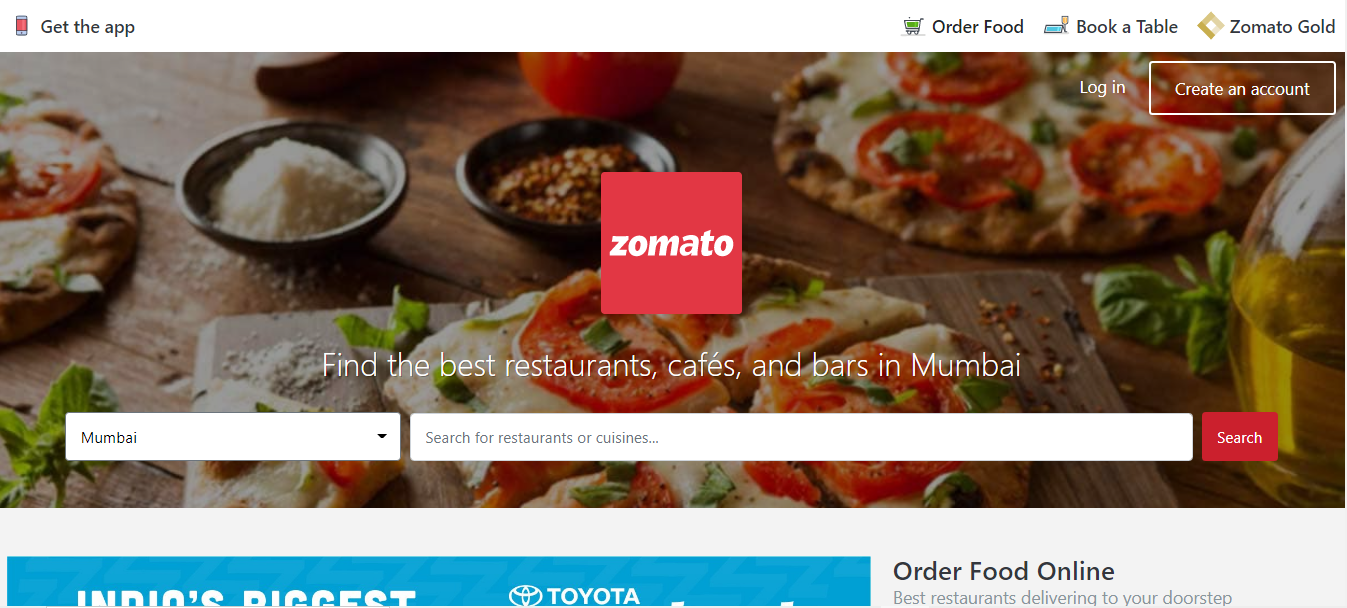 Get the app
Order Food
Book a Table
Zomato Gold
Log in
Create an account
zomato
Find the best restaurants, cafés, and bars in Mumbai
Mumbai
Search for restaurants or cuisines...
Search
INDIA'S BIGGEST
TOYOTA
Order Food Online
Best restaurants delivering to your doorstep